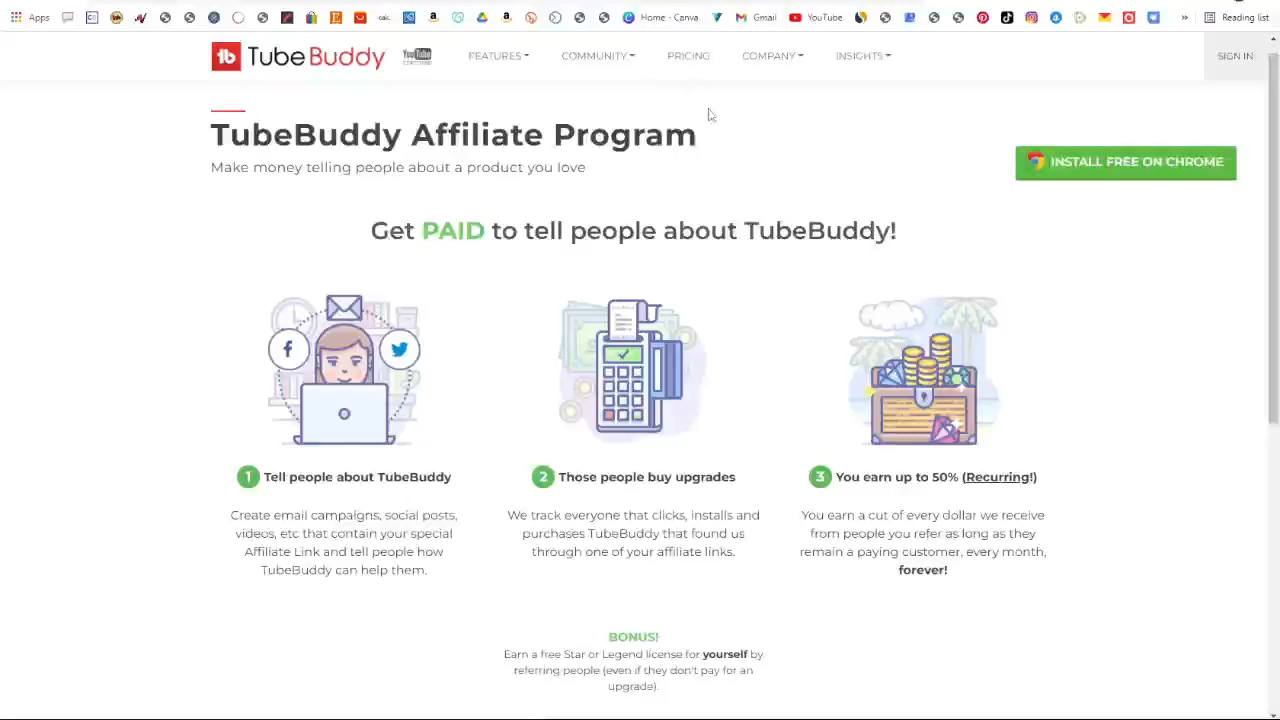 Apps
Home - Canva
Gmail
YouTube
»
Reading list
TubeBuddy
YouTube
FEATURES
COMMUNITY
PRICING
COMPANY
INSIGHTS
SIGN IN
TubeBuddy Affiliate Program
Make money telling people about a product you love
INSTALL FREE ON CHROME
Get PAID to tell people about TubeBuddy!
1 Tell people about TubeBuddy
Create email campaigns, social posts,
videos, etc that contain your special
Affiliate Link and tell people how
TubeBuddy can help them.
2 Those people buy upgrades
We track everyone that clicks, installs and
purchases TubeBuddy that found us
through one of your affiliate links.
3 You earn up to 50% (Recurring!)
You earn a cut of every dollar we receive
from people you refer as long as they
remain a paying customer, every month,
forever!
BONUS!
Earn a free Star or Legend license for yourself by
referring people (even if they don't pay for an
upgrade).